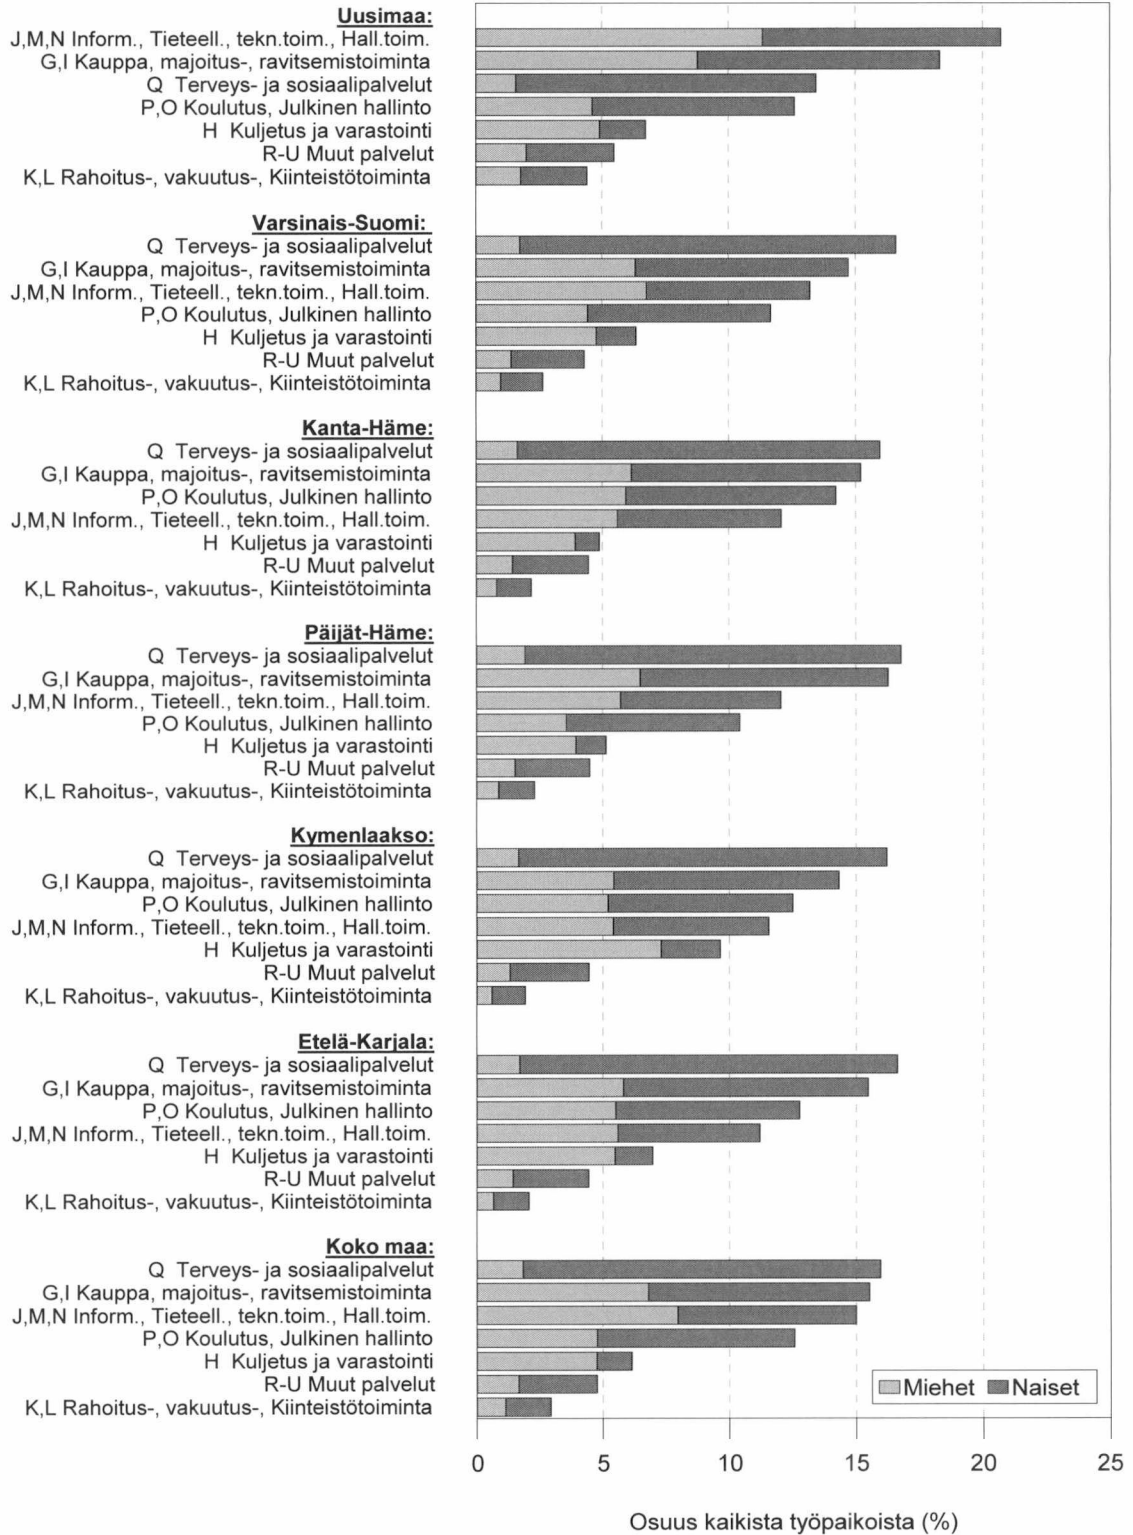 Uusimaa:
J,M,N Inform., Tieteell., tekn.toim., Hall.toim.
G,I Kauppa, majoitus-, ravitsemistoiminta
Q Terveys- ja sosiaalipalvelut
P,O Koulutus, Julkinen hallinto
H Kuljetus ja varastointi
R-U Muut palvelut
K,L Rahoitus-, vakuutus-, Kiinteistötoiminta
Varsinais-Suomi:
Q Terveys- ja sosiaalipalvelut
G,I Kauppa, majoitus-, ravitsemistoiminta
J,M,N Inform., Tieteell., tekn.toim., Hall.toim.
P,O Koulutus, Julkinen hallinto
H Kuljetus ja varastointi
R-U Muut palvelut
K,L Rahoitus-, vakuutus-, Kiinteistötoiminta
Kanta-Häme:
Q Terveys- ja sosiaalipalvelut
G,I Kauppa, majoitus-, ravitsemistoiminta
P,O Koulutus, Julkinen hallinto
J,M,N Inform., Tieteell., tekn.toim., Hall.toim.
H Kuljetus ja varastointi
R-U Muut palvelut
K,L Rahoitus-, vakuutus-, Kiinteistötoiminta
Päijät-Häme:
Q Terveys- ja sosiaalipalvelut
G,I Kauppa, majoitus-, ravitsemistoiminta
J,M,N Inform., Tieteell., tekn.toim., Hall.toim.
P,O Koulutus, Julkinen hallinto
H Kuljetus ja varastointi
R-U Muut palvelut
K,L Rahoitus-, vakuutus-, Kiinteistötoiminta
Kymenlaakso:
Q Terveys- ja sosiaalipalvelut
G,I Kauppa, majoitus-, ravitsemistoiminta
P,O Koulutus, Julkinen hallinto
J,M,N Inform., Tieteell., tekn.toim., Hall.toim.
H Kuljetus ja varastointi
R-U Muut palvelut
K,L Rahoitus-, vakuutus-, Kiinteistötoiminta
Etelä-Karjala:
Q Terveys- ja sosiaalipalvelut
G,I Kauppa, majoitus-, ravitsemistoiminta
P,O Koulutus, Julkinen hallinto
J,M,N Inform., Tieteell., tekn.toim., Hall.toim.
H Kuljetus ja varastointi
R-U Muut palvelut
K,L Rahoitus-, vakuutus-, Kiinteistötoiminta
Koko maa:
Q Terveys- ja sosiaalipalvelut
G,I Kauppa, majoitus-, ravitsemistoiminta
J,M,N Inform., Tieteell., tekn.toim., Hall.toim.
P,O Koulutus, Julkinen hallinto
H Kuljetus ja varastointi
R-U Muut palvelut
K,L Rahoitus-, vakuutus-, Kiinteistötoiminta
Miehet Naiset
0 5 10 15 20 25
Osuus kaikista työpaikoista (%)